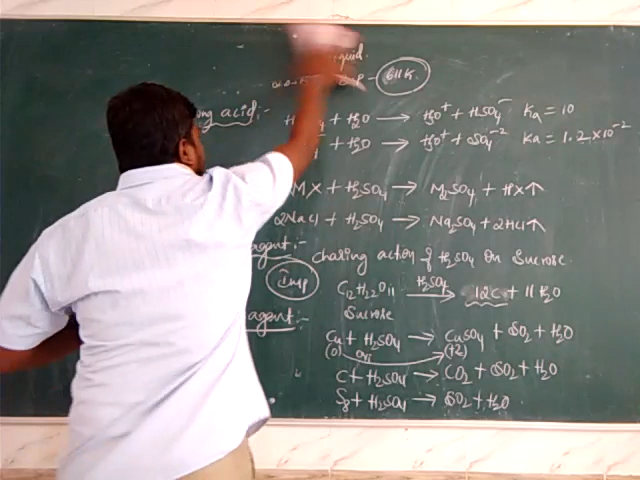 liquid.
611K.
ong acid:-
H₂O → H₃O⁺ + HSO₄⁻ Ka = 10
+ H₂O → H₃O⁺ + SO₄⁻² Ka = 1.2×10⁻²
MX + H₂SO₄ → M₂SO₄ + HX↑
2NaCl + H₂SO₄ → Na₂SO₄ + 2HCl↑
agent:- charing action of H₂SO₄ on Sucrose.
Imp C₁₂H₂₂O₁₁ H₂SO₄→ 12C + 11H₂O
Sucrose
agent:-
Cu + H₂SO₄ → CuSO₄ + SO₂ + H₂O
(0) oxi (+2)
C + H₂SO₄ → CO₂ + SO₂ + H₂O
S₈ + H₂SO₄ → SO₂ + H₂O.